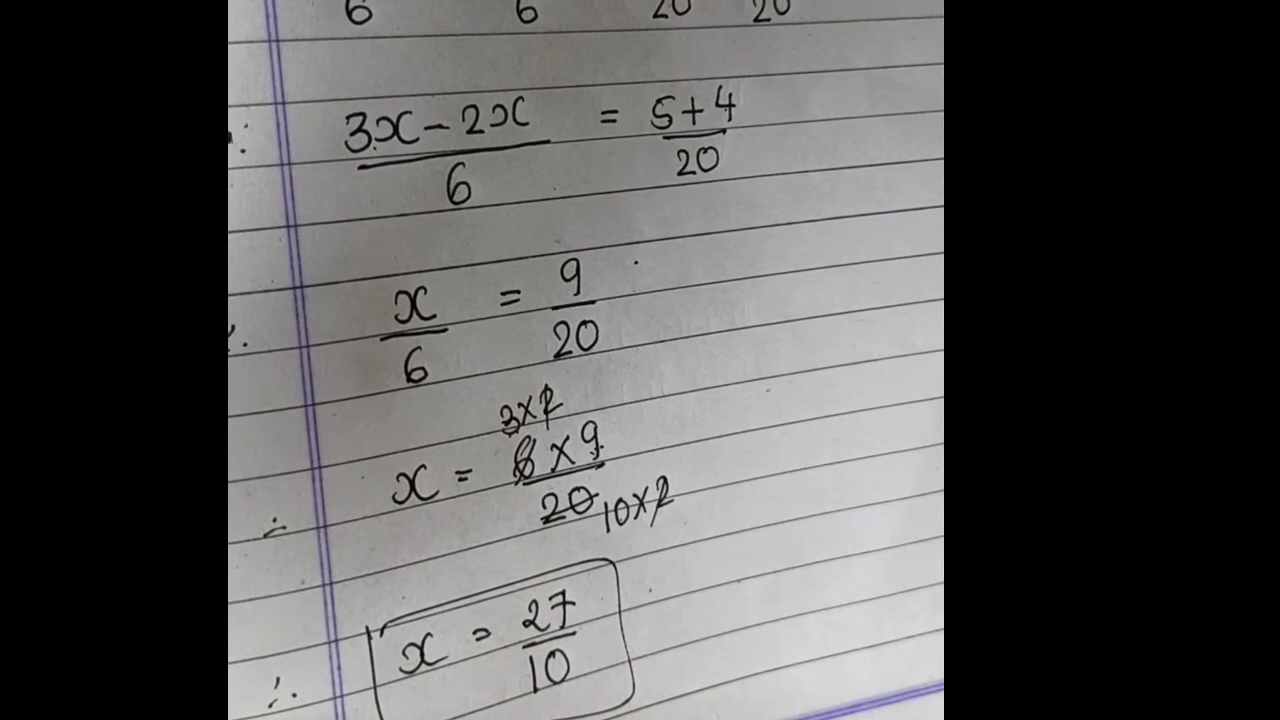 6 6 20 20
∴ 3x - 2x / 6 = 5 + 4 / 20
∴ x / 6 = 9 / 20
3 x 2
∴ x = 6 x 9 / 20 10 x 2
∴ x = 27 / 10